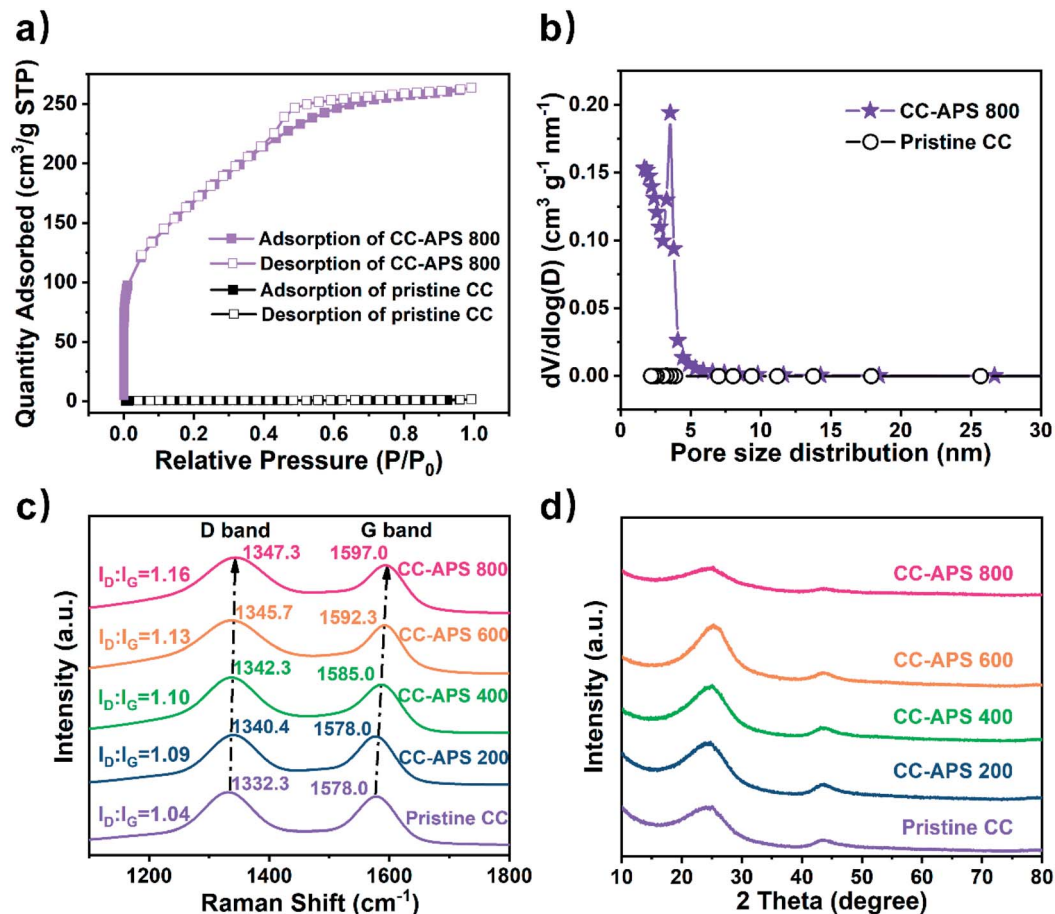 a)
Quantity Adsorbed (cm³/g STP)
250
200
150
100
50
0
Adsorption of CC-APS 800
Desorption of CC-APS 800
Adsorption of pristine CC
Desorption of pristine CC
0.0 0.2 0.4 0.6 0.8 1.0
Relative Pressure (P/P₀)
b)
dV/dlog(D) (cm³ g⁻¹ nm⁻¹)
0.20
0.15
0.10
0.05
0.00
CC-APS 800
Pristine CC
0 5 10 15 20 25 30
Pore size distribution (nm)
c)
Intensity (a.u.)
D band G band
1347.3 1597.0
I_D:I_G=1.16 CC-APS 800
1345.7 1592.3
I_D:I_G=1.13 CC-APS 600
1342.3 1585.0
I_D:I_G=1.10 CC-APS 400
1340.4 1578.0
I_D:I_G=1.09 CC-APS 200
1332.3 1578.0
I_D:I_G=1.04 Pristine CC
1200 1400 1600 1800
Raman Shift (cm⁻¹)
d)
Intensity (a.u.)
CC-APS 800
CC-APS 600
CC-APS 400
CC-APS 200
Pristine CC
10 20 30 40 50 60 70 80
2 Theta (degree)